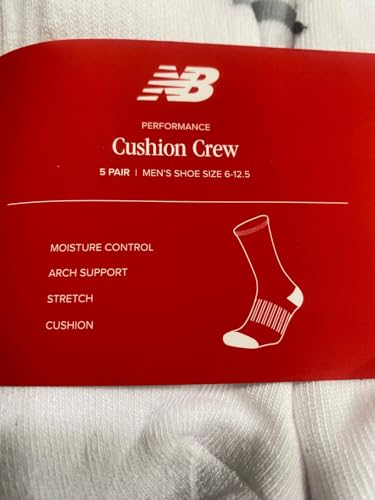 NB
PERFORMANCE
Cushion Crew
5 PAIR | MEN'S SHOE SIZE 6-12.5
MOISTURE CONTROL
ARCH SUPPORT
STRETCH
CUSHION